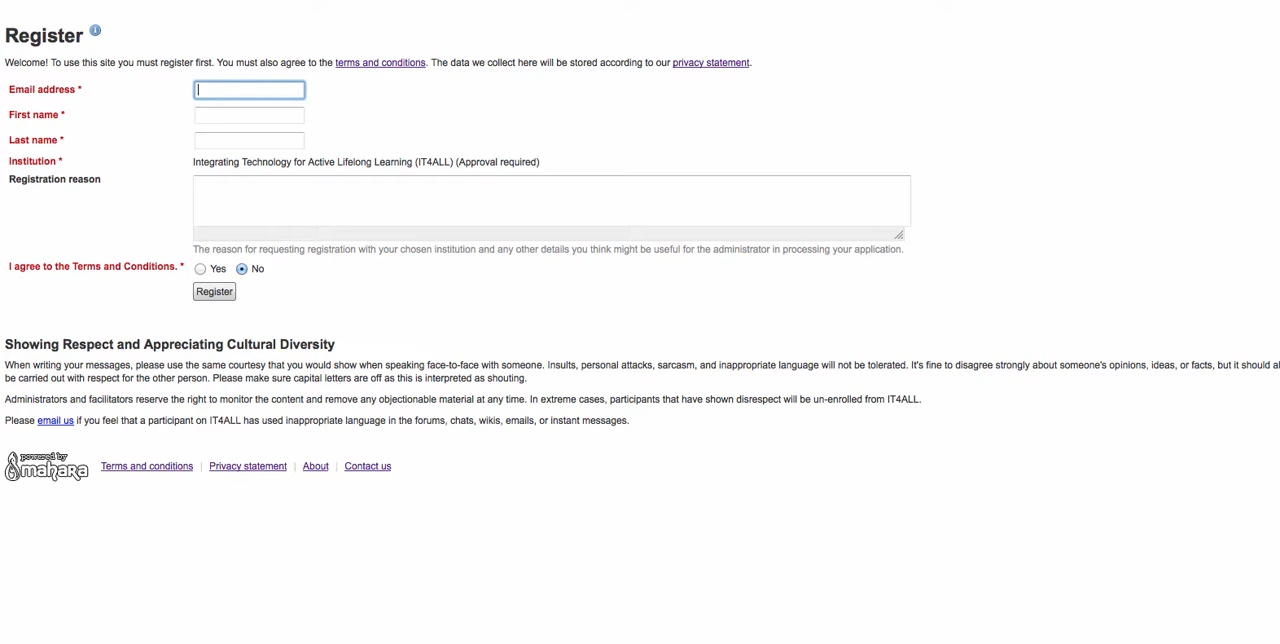 Register
Welcome! To use this site you must register first. You must also agree to the terms and conditions. The data we collect here will be stored according to our privacy statement.
Email address *
First name *
Last name *
Institution * Integrating Technology for Active Lifelong Learning (IT4ALL) (Approval required)
Registration reason
The reason for requesting registration with your chosen institution and any other details you think might be useful for the administrator in processing your application.
I agree to the Terms and Conditions. * Yes No
Register
Showing Respect and Appreciating Cultural Diversity
When writing your messages, please use the same courtesy that you would show when speaking face-to-face with someone. Insults, personal attacks, sarcasm, and inappropriate language will not be tolerated. It's fine to disagree strongly about someone's opinions, ideas, or facts, but it should
be carried out with respect for the other person. Please make sure capital letters are off as this is interpreted as shouting.
Administrators and facilitators reserve the right to monitor the content and remove any objectionable material at any time. In extreme cases, participants that have shown disrespect will be un-enrolled from IT4ALL.
Please email us if you feel that a participant on IT4ALL has used inappropriate language in the forums, chats, wikis, emails, or instant messages.
powered by
mahara Terms and conditions | Privacy statement | About | Contact us